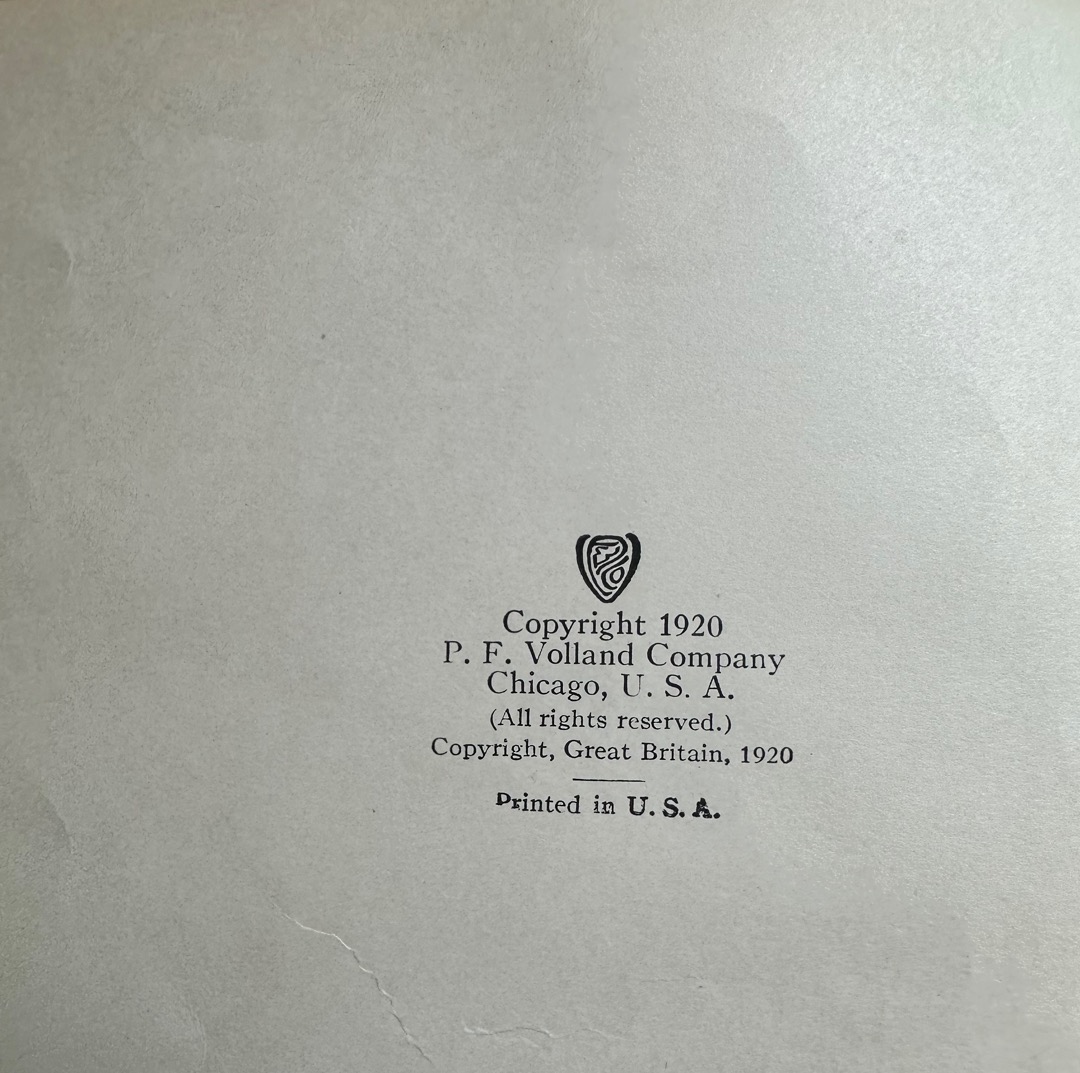 Copyright 1920
P. F. Volland Company
Chicago, U. S. A.
(All rights reserved.)
Copyright, Great Britain, 1920
Printed in U. S. A.